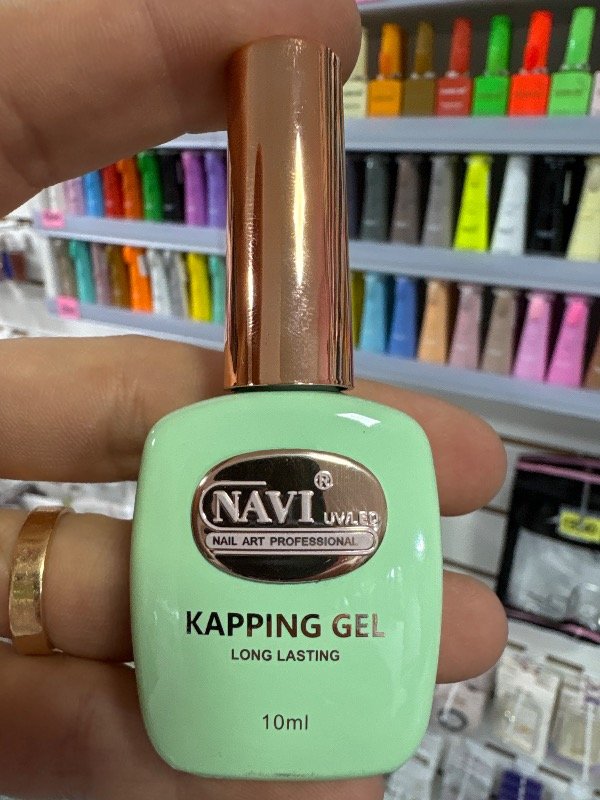 NAVI®
UV/LED
NAIL ART PROFESSIONAL
KAPPING GEL
LONG LASTING
10ml